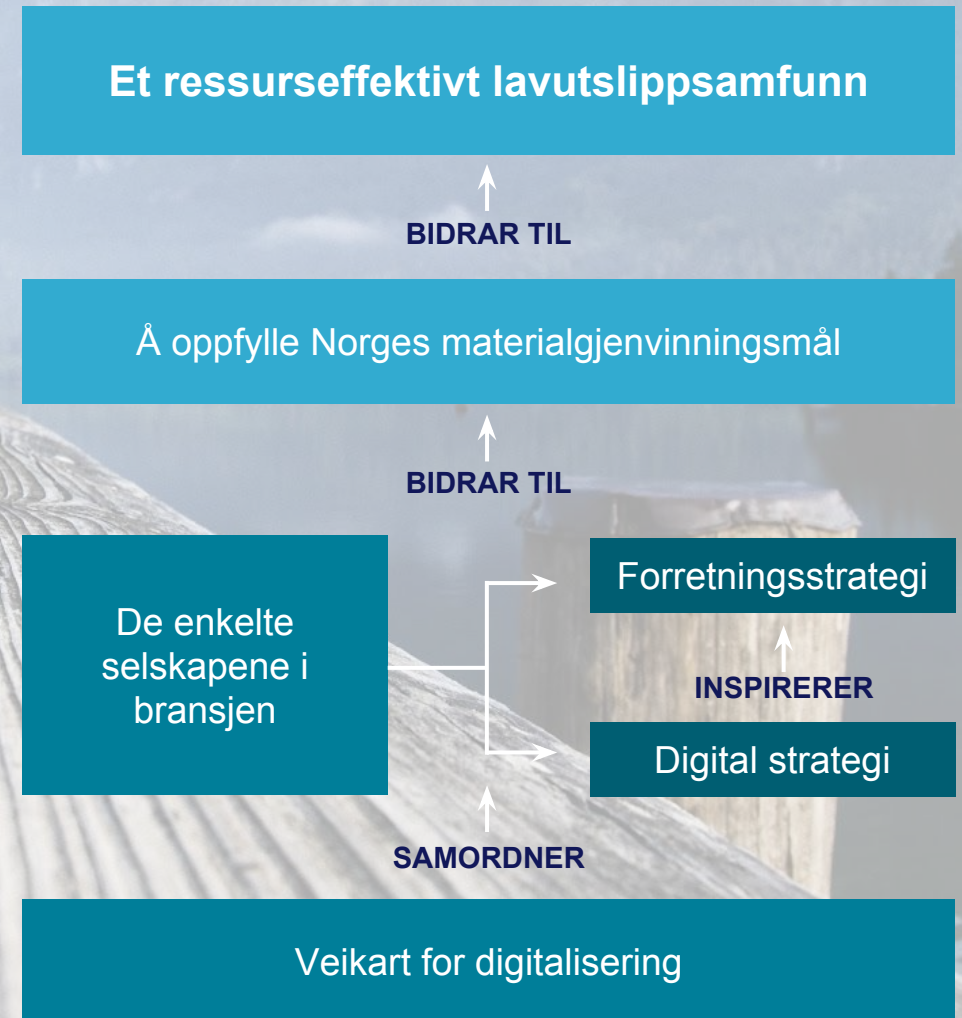 Et ressurseffektivt lavutslippsamfunn
BIDRAR TIL
Å oppfylle Norges materialgjenvinningsmål
BIDRAR TIL
De enkelte
selskapene i
bransjen
Forretningsstrategi
INSPIRERER
Digital strategi
SAMORDNER
Veikart for digitalisering